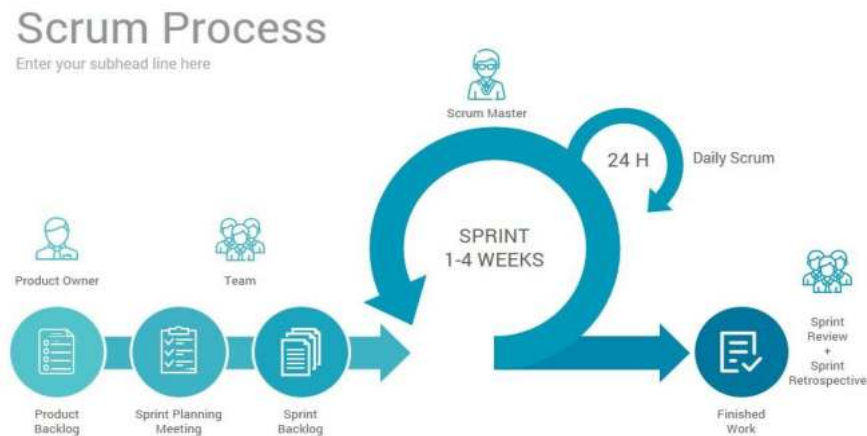 Scrum Process
Enter your subhead line here
Scrum Master
24 H
Daily Scrum
SPRINT
1-4 WEEKS
Product Owner
Team
Product
Backlog
Sprint Planning
Meeting
Sprint
Backlog
Finished
Work
Sprint
Review
+
Sprint
Retrospective